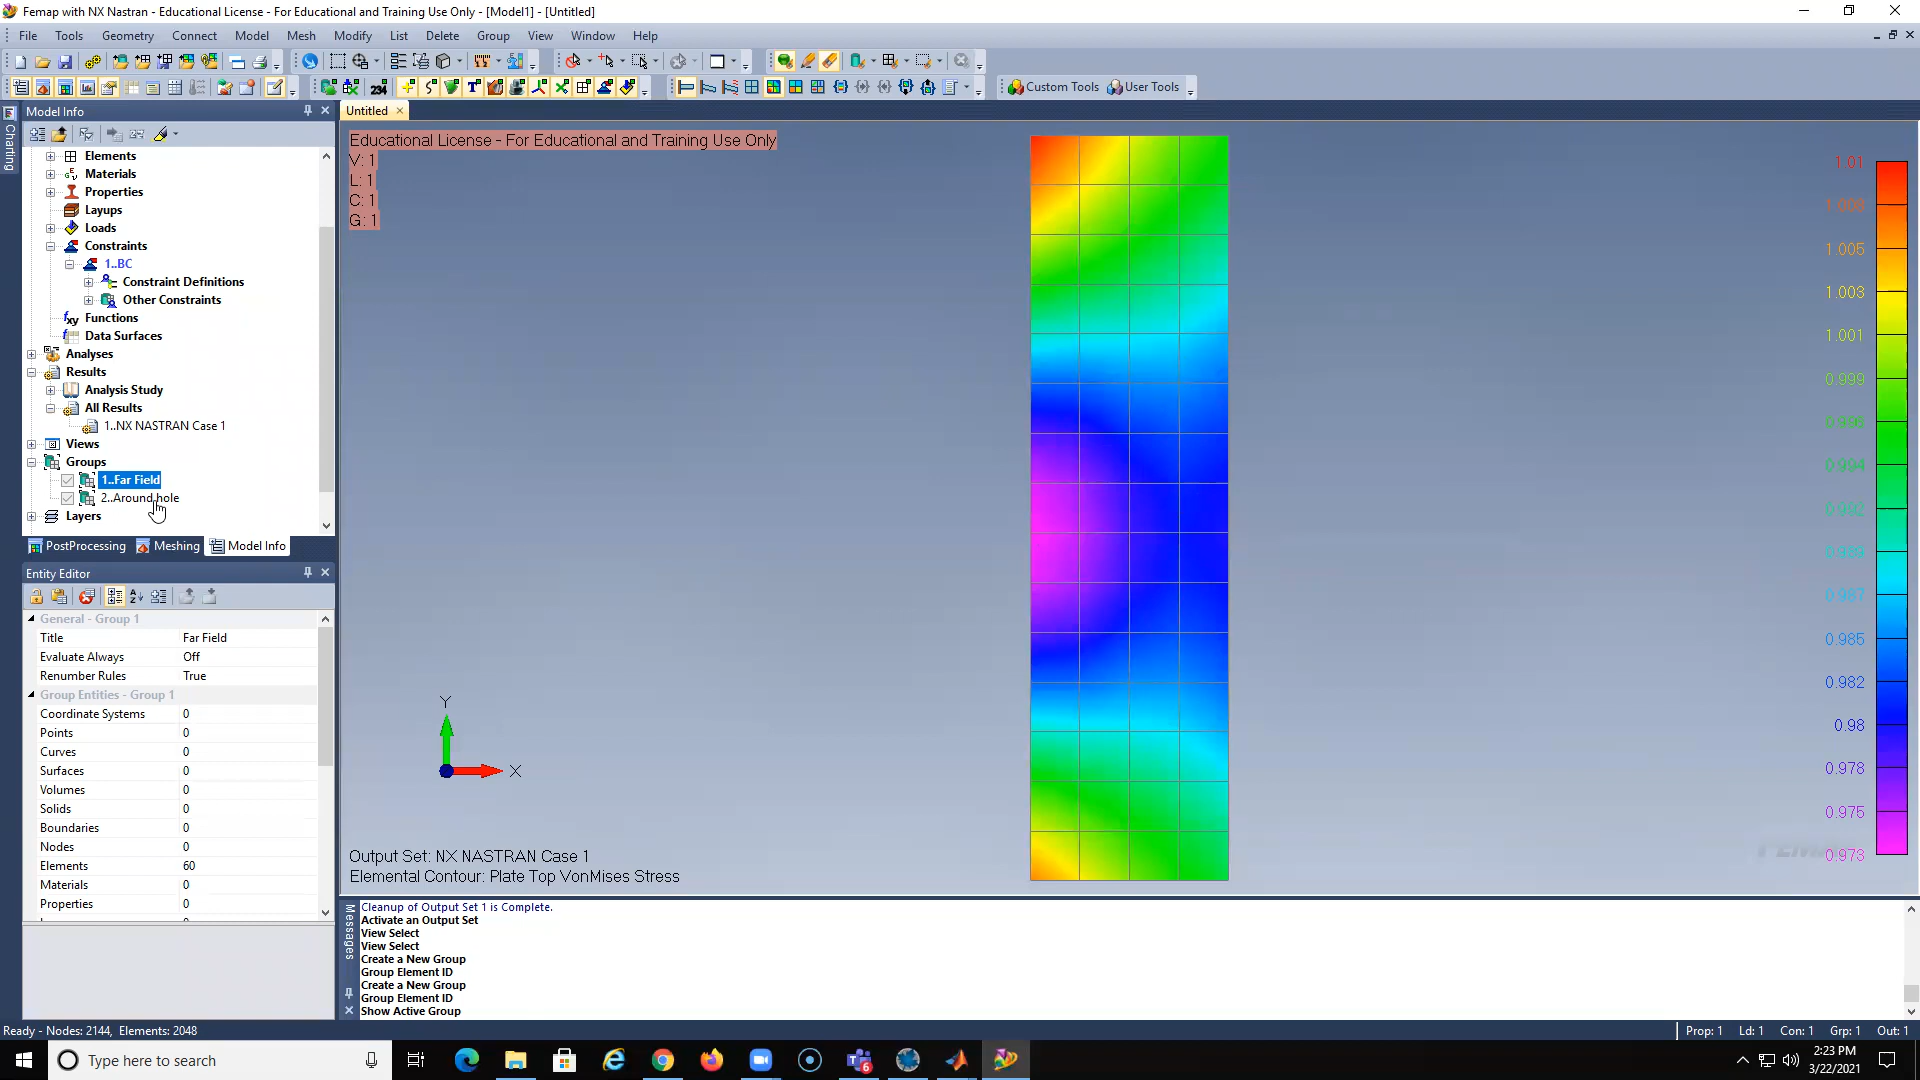 Femap with NX Nastran - Educational License - For Educational and Training Use Only - [Model1] - [Untitled]
File Tools Geometry Connect Model Mesh Modify List Delete Group View Window Help
234
Custom Tools User Tools
Charting
Model Info
Untitled
Elements
Materials
Properties
Layups
Loads
Constraints
1..BC
Constraint Definitions
Other Constraints
Functions
Data Surfaces
Analyses
Results
Analysis Study
All Results
1..NX NASTRAN Case 1
Views
Groups
1..Far Field
2..Around hole
Layers
PostProcessing Meshing Model Info
Entity Editor
General - Group 1
Title Far Field
Evaluate Always Off
Renumber Rules True
Group Entities - Group 1
Coordinate Systems 0
Points 0
Curves 0
Surfaces 0
Volumes 0
Solids 0
Boundaries 0
Nodes 0
Elements 60
Materials 0
Properties 0
Educational License - For Educational and Training Use Only
V: 1
L: 1
C: 1
G: 1
Y
X
Output Set: NX NASTRAN Case 1
Elemental Contour: Plate Top VonMises Stress
1.01
1.005
1.003
1.001
0.999
0.996
0.994
0.992
0.987
0.985
0.982
0.98
0.978
0.975
0.973
Messages
Cleanup of Output Set 1 is Complete.
Activate an Output Set
View Select
View Select
Create a New Group
Group Element ID
Create a New Group
Group Element ID
Show Active Group
Ready - Nodes: 2144, Elements: 2048
Prop: 1 Ld: 1 Con: 1 Grp: 1 Out: 1
Type here to search
2:23 PM
3/22/2021